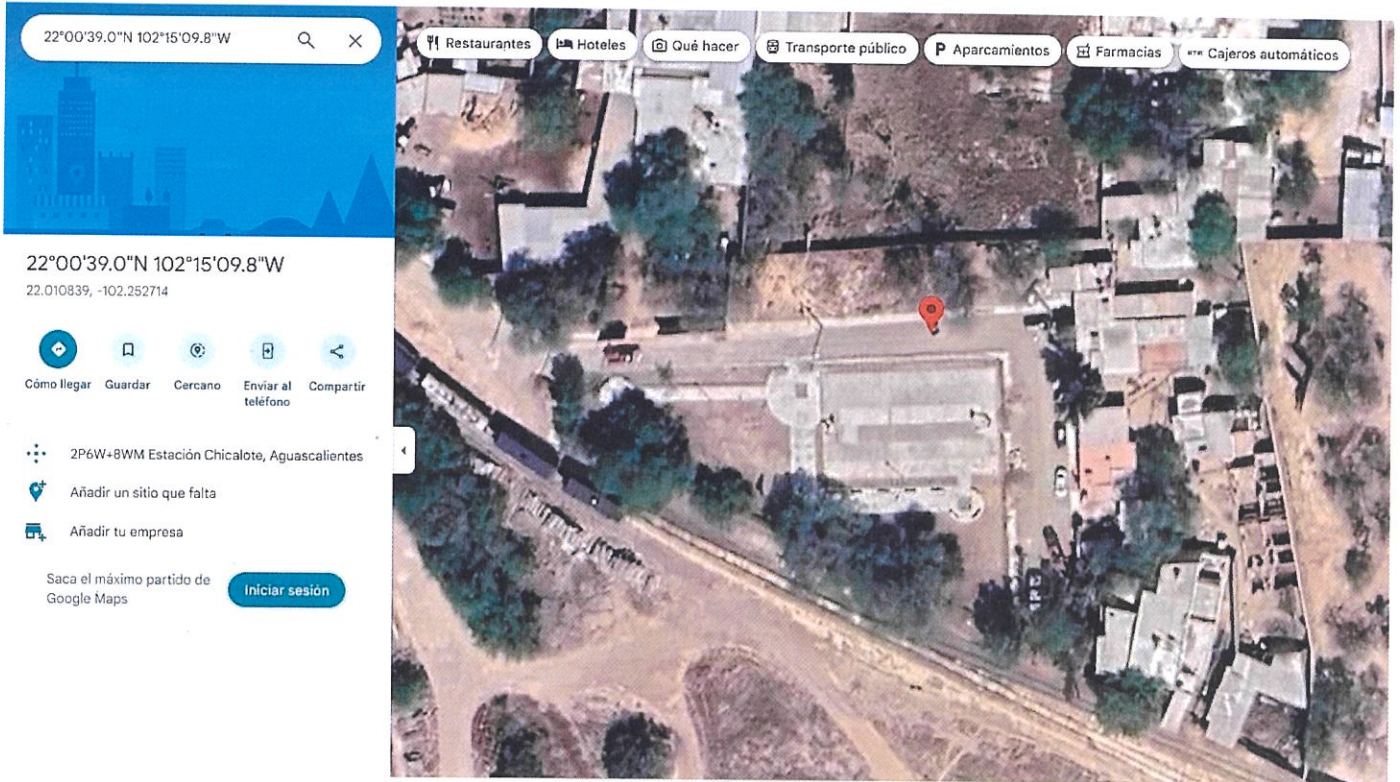 22°00'39.0"N 102°15'09.8"W
Restaurantes
Hoteles
Qué hacer
Transporte público
P Aparcamientos
Farmacias
ATM Cajeros automáticos
22°00'39.0"N 102°15'09.8"W
22.010839, -102.252714
Cómo llegar
Guardar
Cercano
Enviar al
teléfono
Compartir
2P6W+8WM Estación Chicalote, Aguascalientes
Añadir un sitio que falta
Añadir tu empresa
Saca el máximo partido de
Google Maps
Iniciar sesión